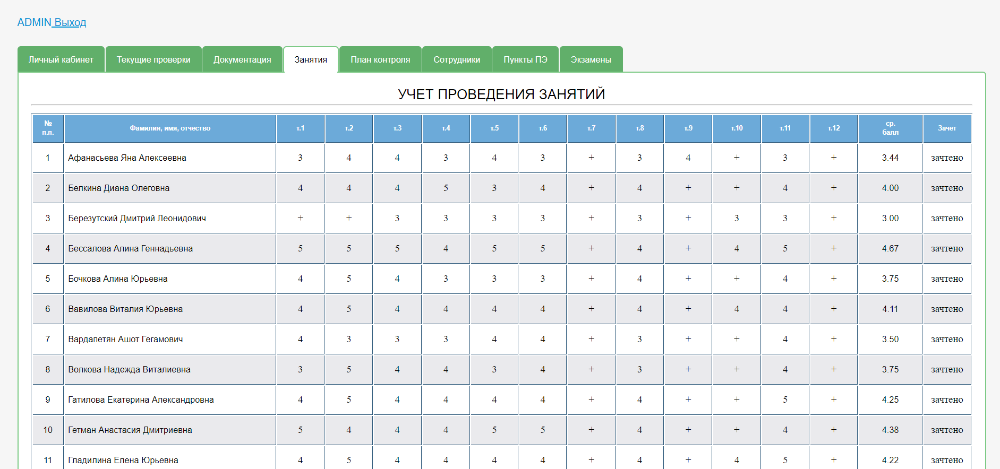 ADMIN Выход
Личный кабинет Текущие проверки Документация Занятия План контроля Сотрудники Пункты ПЭ Экзамены
УЧЕТ ПРОВЕДЕНИЯ ЗАНЯТИЙ
№ п.п. Фамилия, имя, отчество т.1 т.2 т.3 т.4 т.5 т.6 т.7 т.8 т.9 т.10 т.11 т.12 ср. балл Зачет
1 Афанасьева Яна Алексеевна 3 4 4 3 4 3 + 3 4 + 3 + 3.44 зачтено
2 Белкина Диана Олеговна 4 4 4 5 3 4 + 4 + + 4 + 4.00 зачтено
3 Березутский Дмитрий Леонидович + + 3 3 3 3 + 3 + 3 3 + 3.00 зачтено
4 Бессалова Алина Геннадьевна 5 5 5 4 5 5 + 4 + 4 5 + 4.67 зачтено
5 Бочкова Алина Юрьевна 4 5 4 3 3 3 + 4 + + 4 + 3.75 зачтено
6 Вавилова Виталия Юрьевна 4 5 4 4 4 4 + 4 + 4 4 + 4.11 зачтено
7 Вардапетян Ашот Гегамович 4 3 3 3 4 4 + 3 + + 4 + 3.50 зачтено
8 Волкова Надежда Виталиевна 3 5 4 4 3 4 + 3 + + 4 + 3.75 зачтено
9 Гатилова Екатерина Александровна 4 5 4 4 4 4 + 4 + + 5 + 4.25 зачтено
10 Гетман Анастасия Дмитриевна 5 4 4 4 5 5 + 4 + + 4 + 4.38 зачтено
11 Гладилина Елена Юрьевна 4 5 4 4 4 4 + 4 + 4 5 + 4.22 зачтено